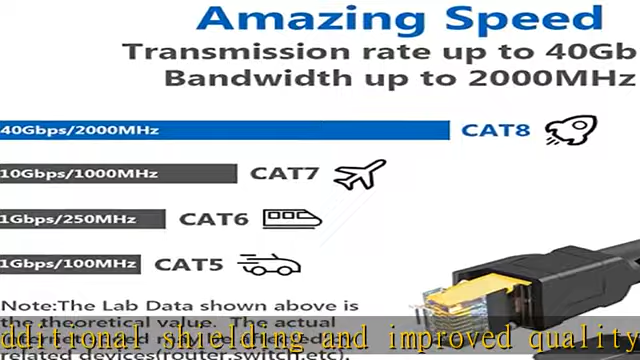 Amazing Speed
Transmission rate up to 40Gb
Bandwidth up to 2000MHz
40Gbps/2000MHz CAT8
10Gbps/1000MHz CAT7
1Gbps/250MHz CAT6
1Gbps/100MHz CAT5
Note:The Lab Data shown above is
the theoretical value. The actual
dditional shielding and improved quality
related devices(router,switch,etc).